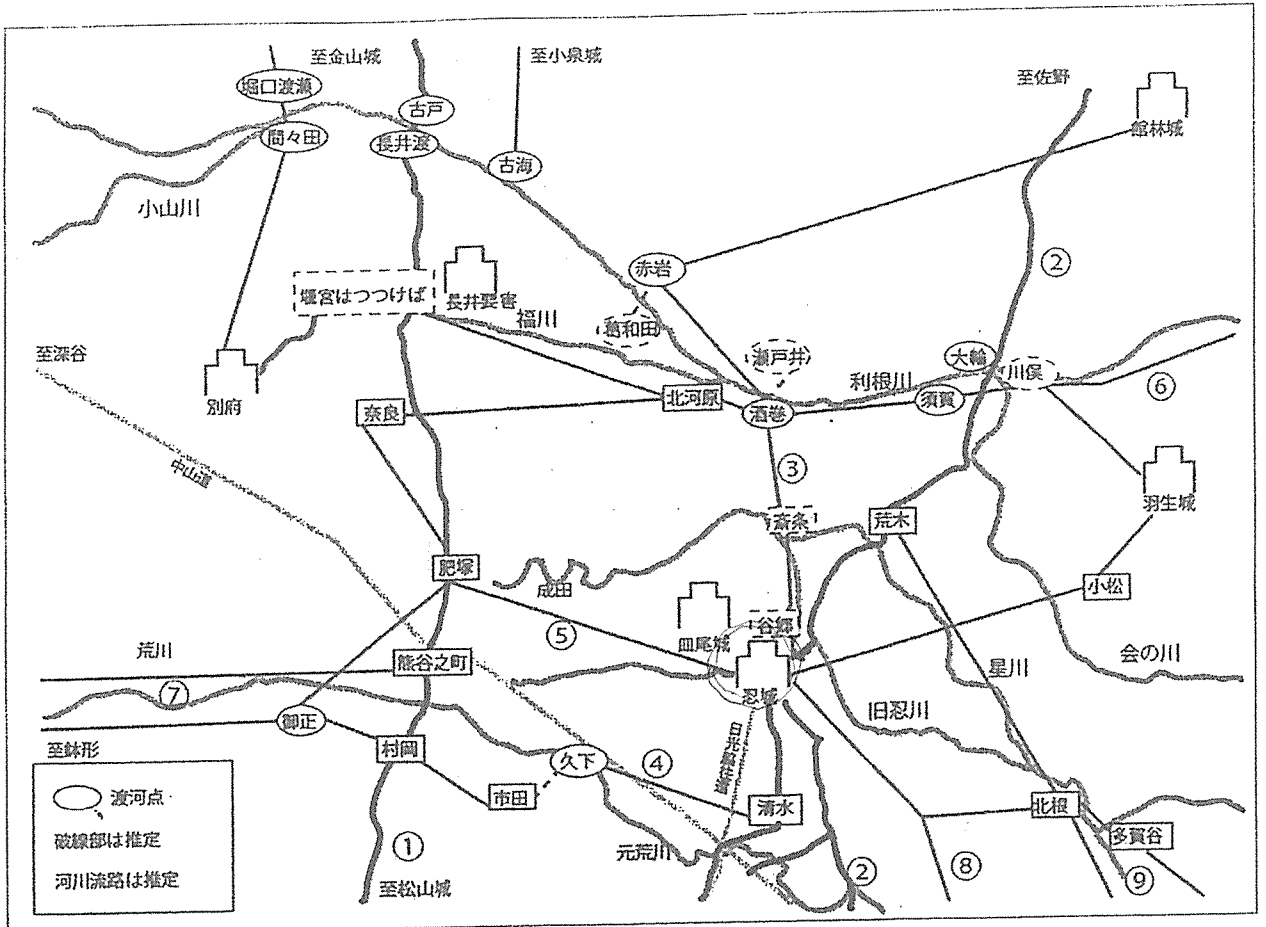 至金山城
至小泉城
至佐野
堀口渡瀬
古戸
館林城
間々田
長井渡
古海
小山川
赤岩
②
堰宮はつつけば
長井要害
福川
葛和田
瀬戸井
大輪
川俣
至深谷
利根川
⑥
別府
奈良
北河原
酒巻
須賀
中山道
③
羽生城
斎条
荒木
肥塚
成田
小松
⑤
皿尾城
谷郷
荒川
熊谷之町
忍城
星川
会の川
⑦
御正
旧忍川
至鉢形
村岡
久下
④
日光脇往還
渡河点
市田
清水
北根
破線部は推定
多賀谷
①
元荒川
河川流路は推定
至松山城
②
⑧
⑨